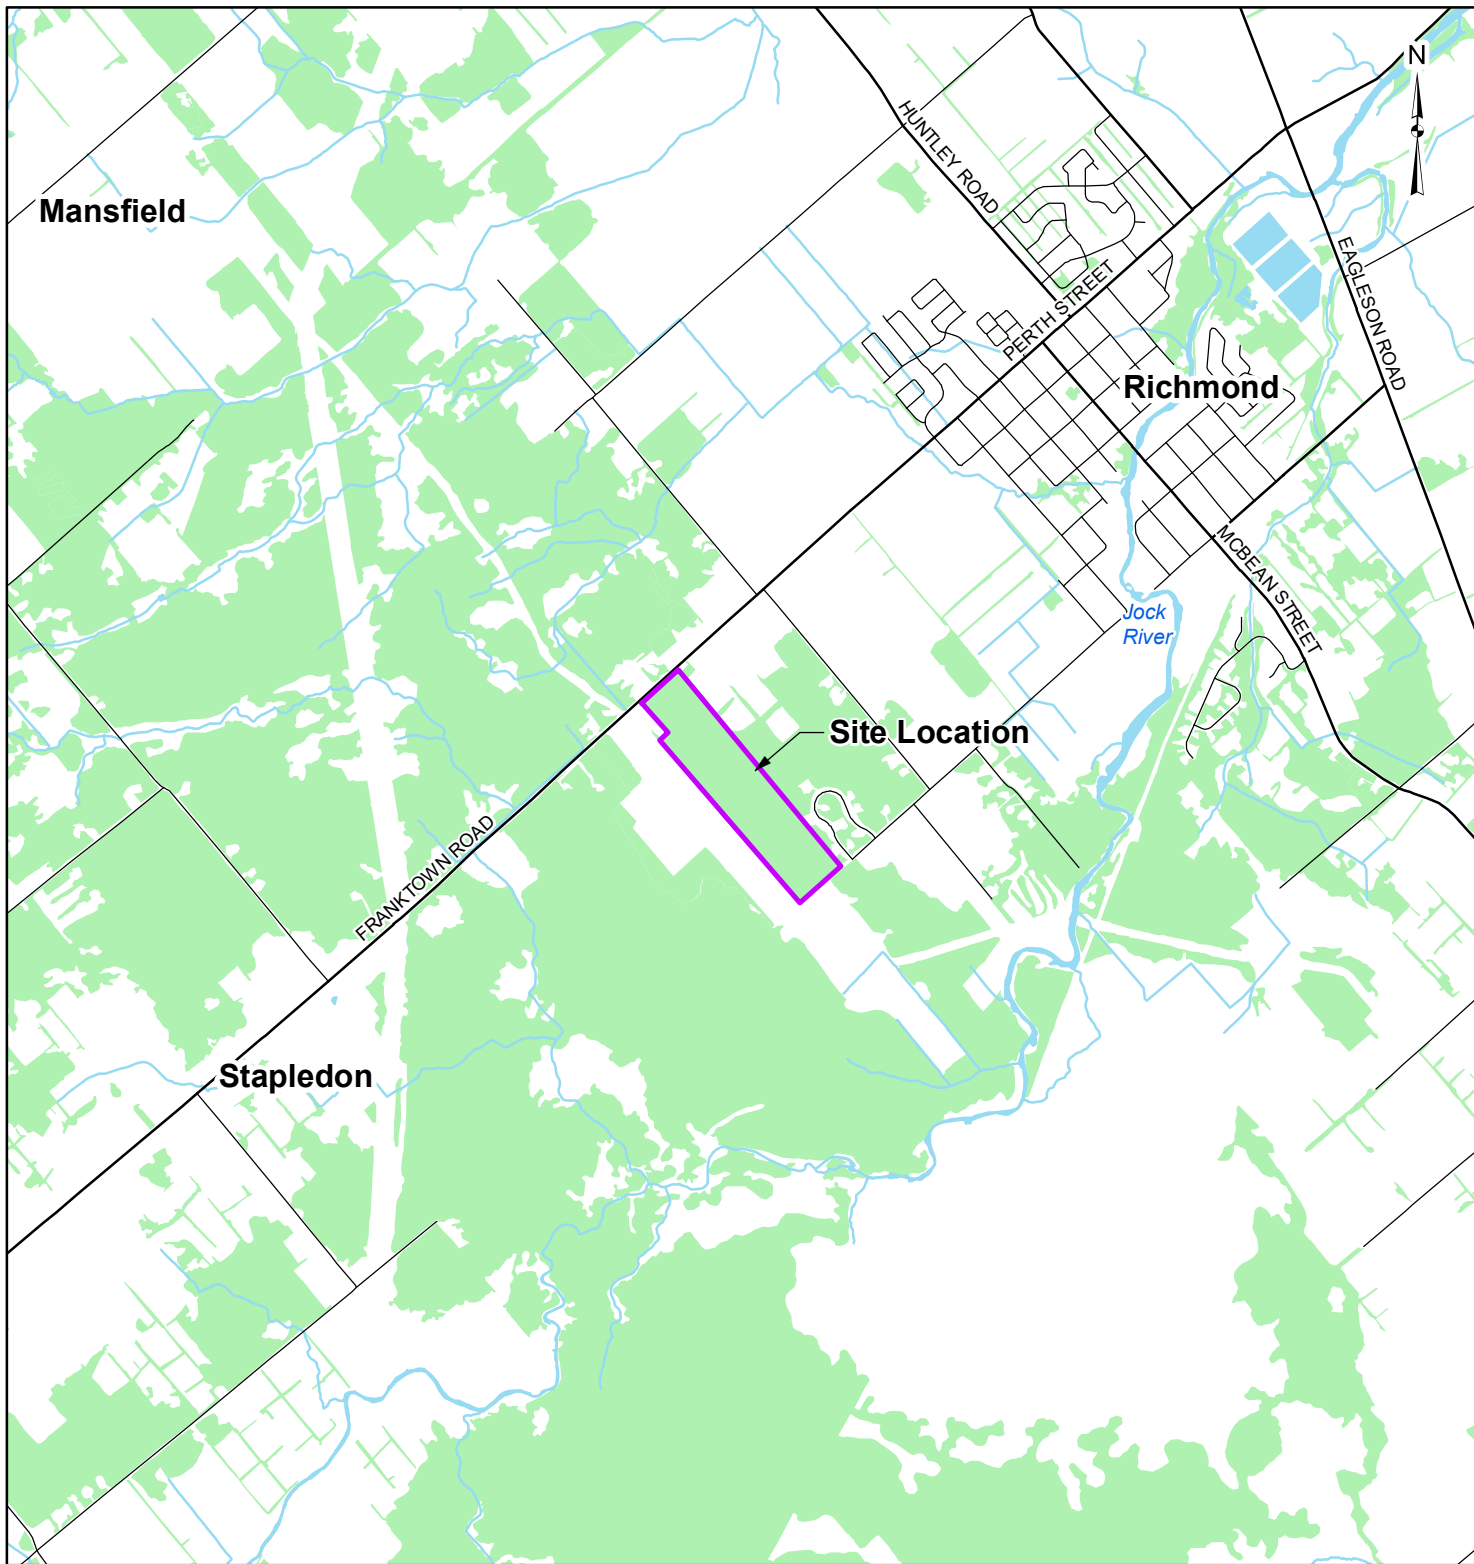 N
HUNTLEY ROAD
Mansfield
EAGLESON ROAD
PERTH STREET
Richmond
MCBEAN STREET
Jock
River
Site Location
FRANKTOWN ROAD
Stapledon